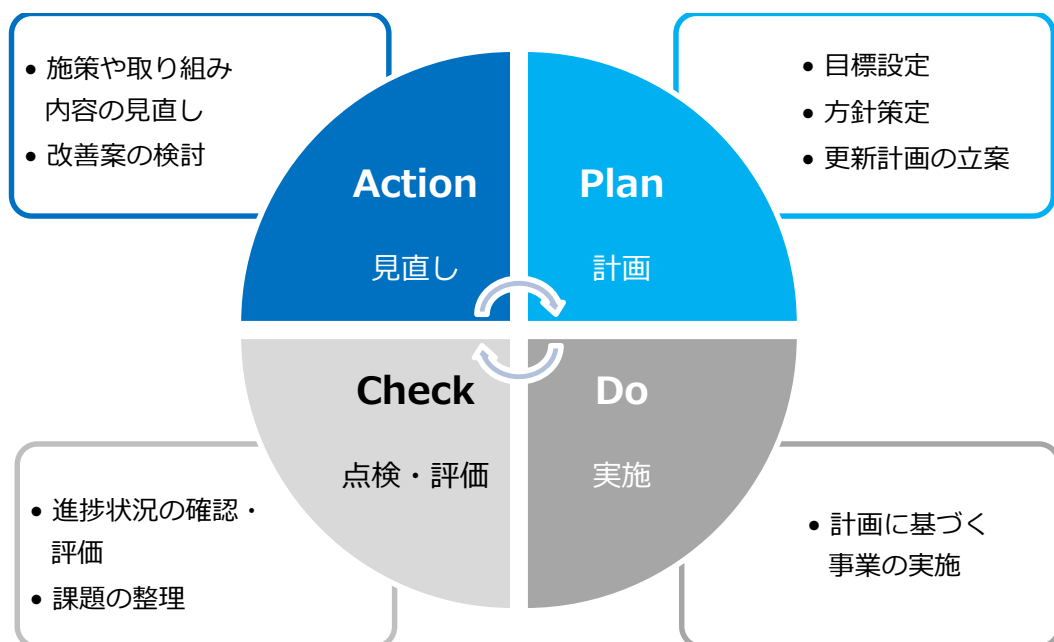 • 施策や取り組み
内容の見直し
• 改善案の検討
Action
見直し
• 目標設定
• 方針策定
• 更新計画の立案
Plan
計画
Check
点検・評価
• 進捗状況の確認・
評価
• 課題の整理
Do
実施
• 計画に基づく
事業の実施